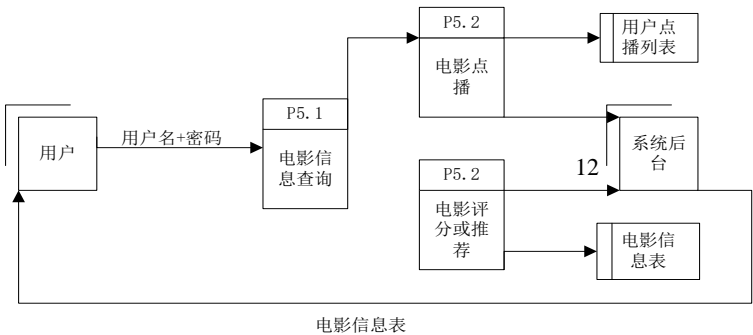 P5.2
电影点
播
用户点
播列表
用户
用户名+密码
P5.1
电影信
息查询
系统后
台
12
P5.2
电影评
分或推
荐
电影信
息表
电影信息表